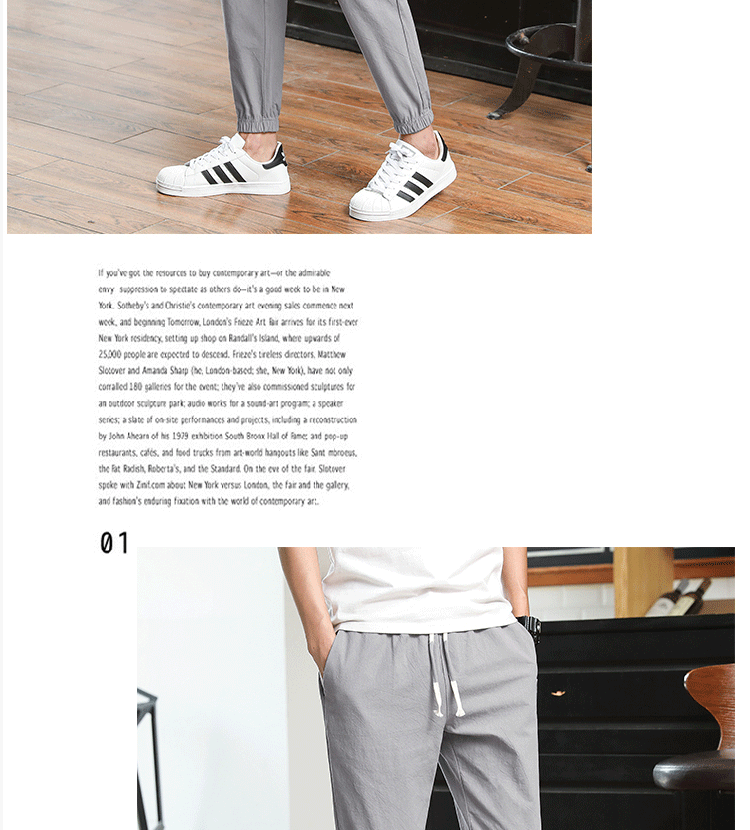 If you've got the resources to buy contemporary art—or the admirable
envy suppression to spectate as others do—it's a good week to be in New
York. Sotheby's and Christie's contemporary art evening sales commence next
week, and beginning Tomorrow, London's Frieze Art Fair arrives for its first-ever
New York residency, setting up shop on Randall's Island, where upwards of
25,000 people are expected to descend. Frieze's tireless directors, Matthew
Slotover and Amanda Sharp (he, London-based; she, New York), have not only
corralled 180 galleries for the event; they've also commissioned sculptures for
an outdoor sculpture park; audio works for a sound-art program; a speaker
series; a slate of on-site performances and projects, including a reconstruction
by John Ahearn of his 1979 exhibition South Bronx Hall of Fame; and pop-up
restaurants, cafés, and food trucks from art-world hangouts like Sant mbroeus,
the Fat Radish, Roberta's, and the Standard. On the eve of the fair, Slotover
spoke with Zinif.com about New York versus London, the fair and the gallery,
and fashion's enduring fixation with the world of contemporary art.
01